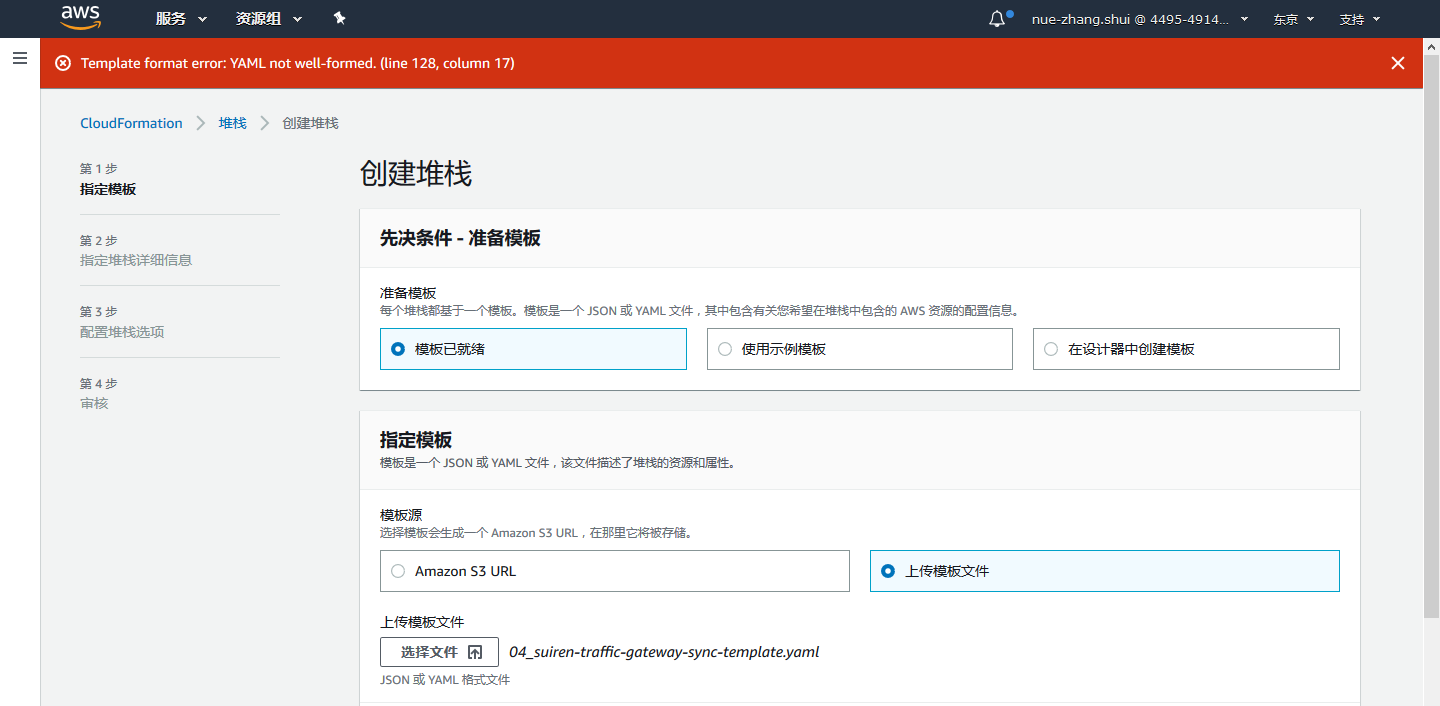 aws 服务 资源组 nue-zhang.shui @ 4495-4914... 东京 支持
Template format error: YAML not well-formed. (line 128, column 17)
CloudFormation 堆栈 创建堆栈
第 1 步
指定模板
第 2 步
指定堆栈详细信息
第 3 步
配置堆栈选项
第 4 步
审核
创建堆栈
先决条件 - 准备模板
准备模板
每个堆栈都基于一个模板。模板是一个 JSON 或 YAML 文件，其中包含有关您希望在堆栈中包含的 AWS 资源的配置信息。
模板已就绪 使用示例模板 在设计器中创建模板
指定模板
模板是一个 JSON 或 YAML 文件，该文件描述了堆栈的资源和属性。
模板源
选择模板会生成一个 Amazon S3 URL，在那里它将被存储。
Amazon S3 URL 上传模板文件
上传模板文件
选择文件 04_suiren-traffic-gateway-sync-template.yaml
JSON 或 YAML 格式文件